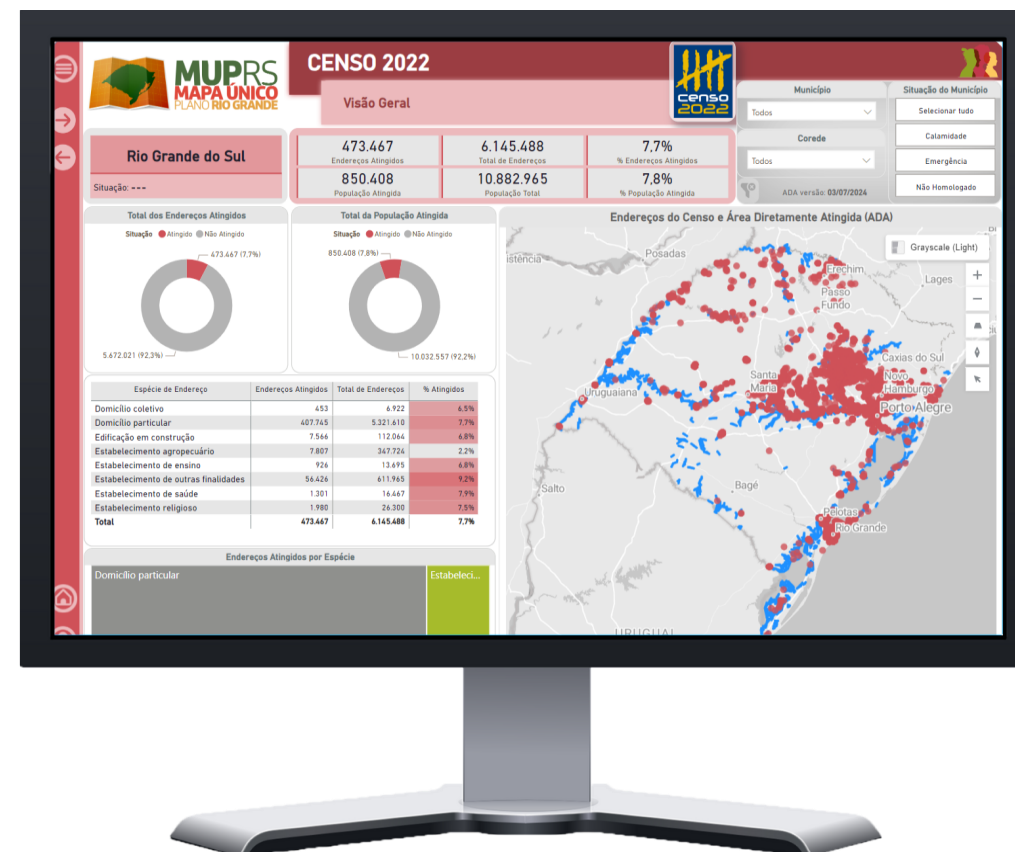 MUPRS
MAPA ÚNICO
PLANO RIO GRANDE
CENSO 2022
Visão Geral
censo
2022
Município
Todos
Corede
Todos
ADA versão: 03/07/2024
Situação do Município
Selecionar tudo
Calamidade
Emergência
Não Homologado
Rio Grande do Sul
Situação: ---
473.467
Endereços Atingidos
6.145.488
Total de Endereços
7,7%
% Endereços Atingidos
850.408
População Atingida
10.882.965
População Total
7,8%
% População Atingida
Total dos Endereços Atingidos
Situação Atingido Não Atingido
473.467 (7,7%)
5.672.021 (92,3%)
Total da População Atingida
Situação Atingido Não Atingido
850.408 (7,8%)
10.032.557 (92,2%)
Espécie de Endereço Endereços Atingidos Total de Endereços % Atingidos
Domicílio coletivo 453 6.922 6,5%
Domicílio particular 407.745 5.321.610 7,7%
Edificação em construção 7.566 112.064 6,8%
Estabelecimento agropecuário 7.807 347.724 2,2%
Estabelecimento de ensino 926 13.695 6,8%
Estabelecimento de outras finalidades 56.426 611.965 9,2%
Estabelecimento de saúde 1.301 16.467 7,9%
Estabelecimento religioso 1.980 26.300 7,5%
Total 473.467 6.145.488 7,7%
Endereços Atingidos por Espécie
Domicílio particular
Estabeleci...
Endereços do Censo e Área Diretamente Atingida (ADA)
Grayscale (Light)
istência
Posadas
Erechim
Lages
Passo
Fundo
Caxias do Sul
Santa
Maria
Novo
Hamburgo
Uruguaiana
Porto Alegre
Salto
Bagé
Pelotas
Rio Grande
URUGUAI